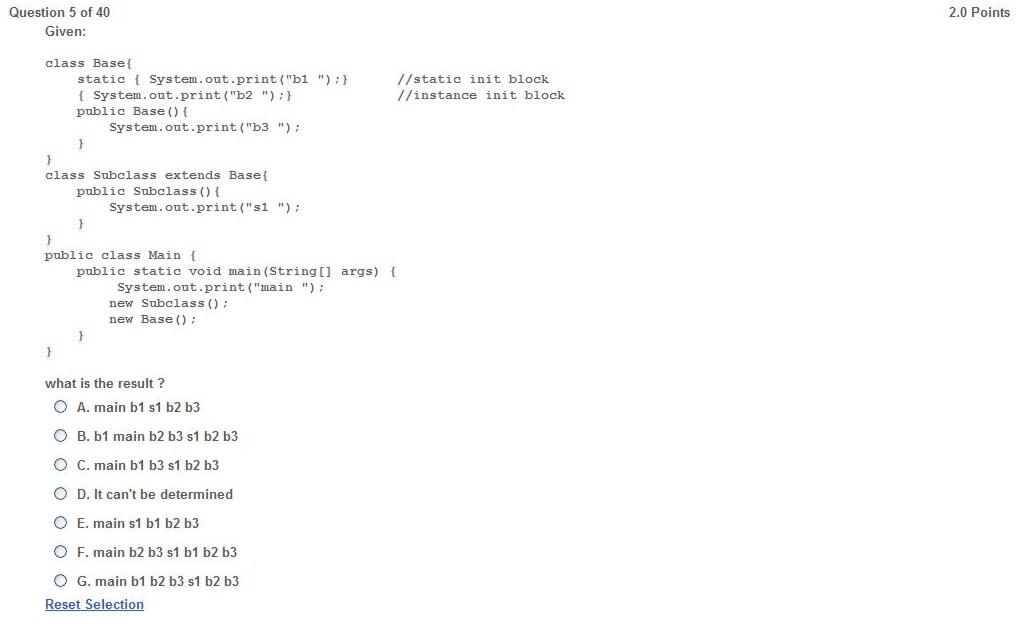 Question 5 of 40 2.0 Points
Given:
class Base{
static { System.out.print("b1 ");} //static init block
{ System.out.print("b2 ");} //instance init block
public Base(){
System.out.print("b3 ");
}
}
class Subclass extends Base{
public Subclass(){
System.out.print("s1 ");
}
}
public class Main {
public static void main(String[] args) {
System.out.print("main ");
new Subclass();
new Base();
}
}
what is the result ?
A. main b1 s1 b2 b3
B. b1 main b2 b3 s1 b2 b3
C. main b1 b3 s1 b2 b3
D. It can't be determined
E. main s1 b1 b2 b3
F. main b2 b3 s1 b1 b2 b3
G. main b1 b2 b3 s1 b2 b3
Reset Selection